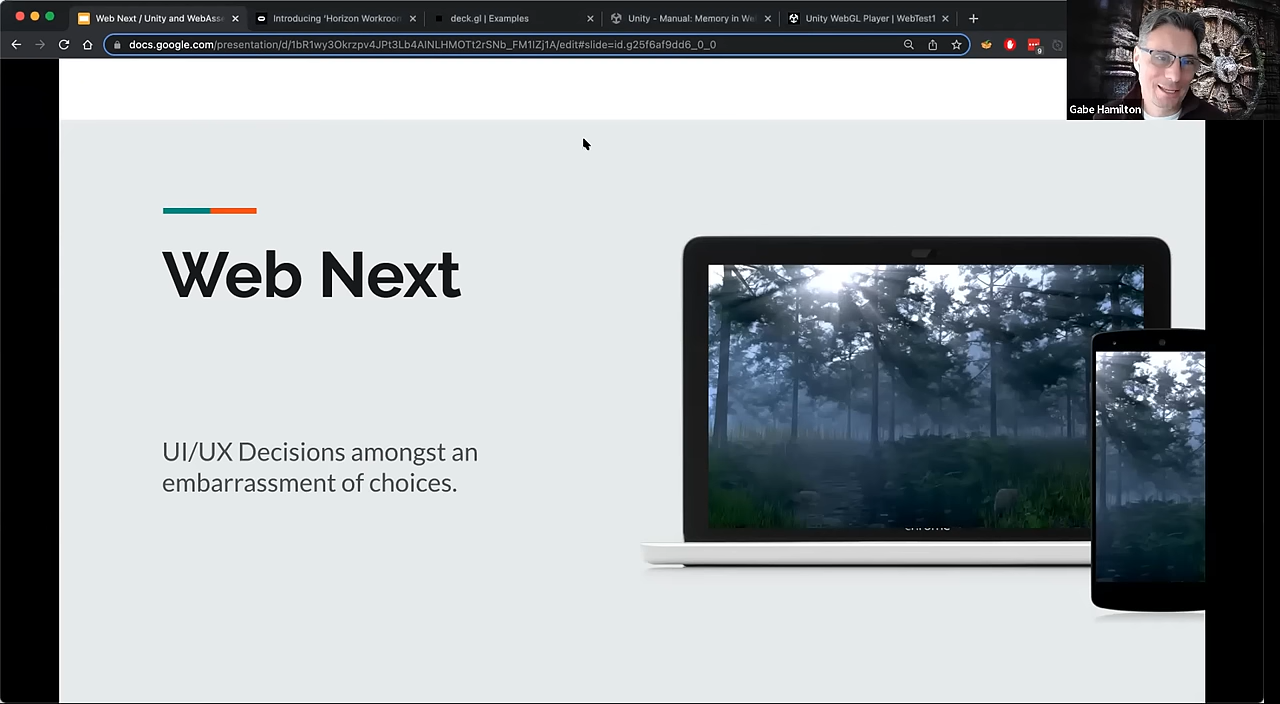 Web Next / Unity and WebAss
Introducing 'Horizon Workroon
deck.gl | Examples
Unity - Manual: Memory in We
Unity WebGL Player | WebTest1
docs.google.com/presentation/d/1bR1wy3Okrzpv4JPt3Lb4AlNLHMOTt2rSNb_FM1lZj1A/edit#slide=id.g25f6af9dd6_0_0
9
Gabe Hamilton
Web Next
UI/UX Decisions amongst an
embarrassment of choices.
chrome